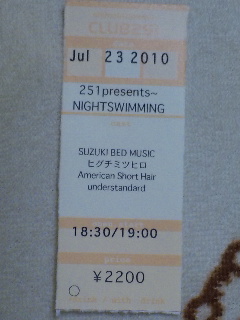 CLUB251
Jul 23 2010
251presents~
NIGHTSWIMMING
SUZUKI BED MUSIC
ヒグチミツヒロ
American Short Hair
understandard
18:30/19:00
¥2200